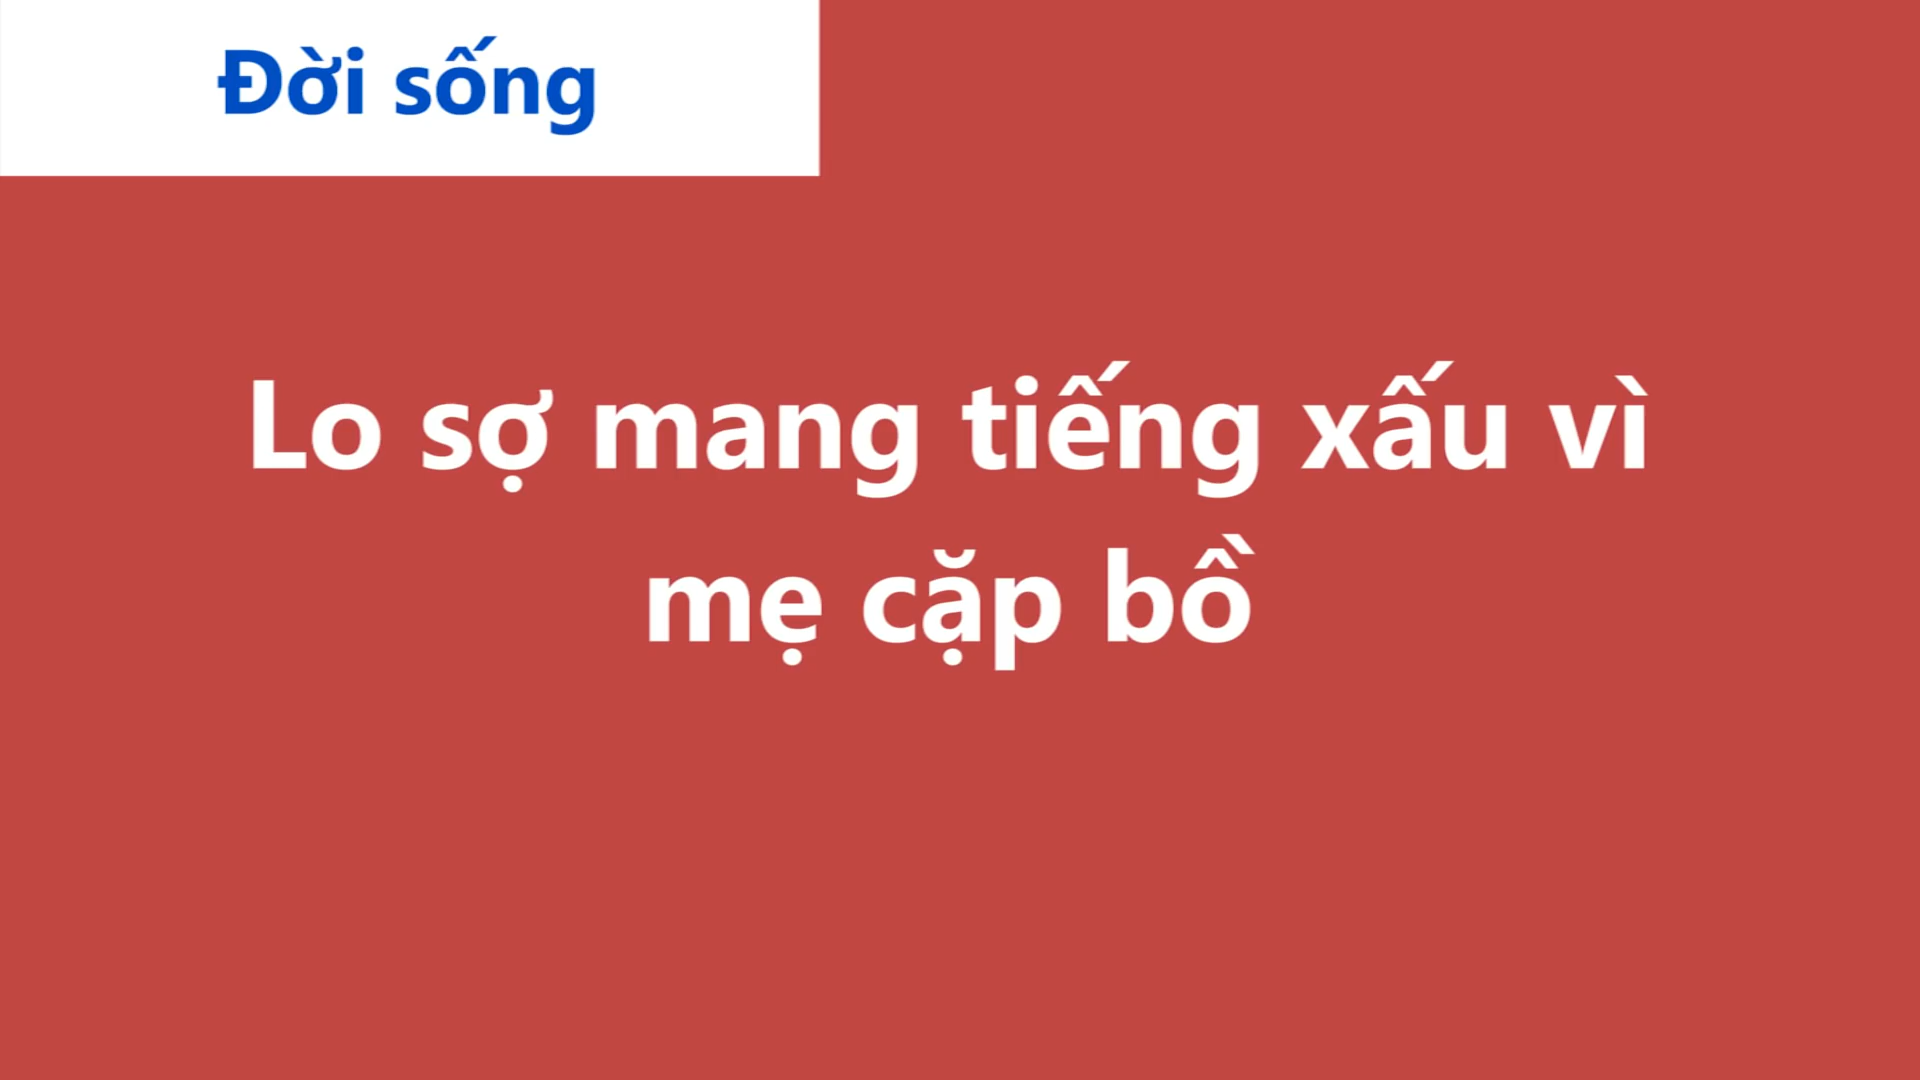 Đời sống
Lo sợ mang tiếng xấu vì
mẹ cặp bồ